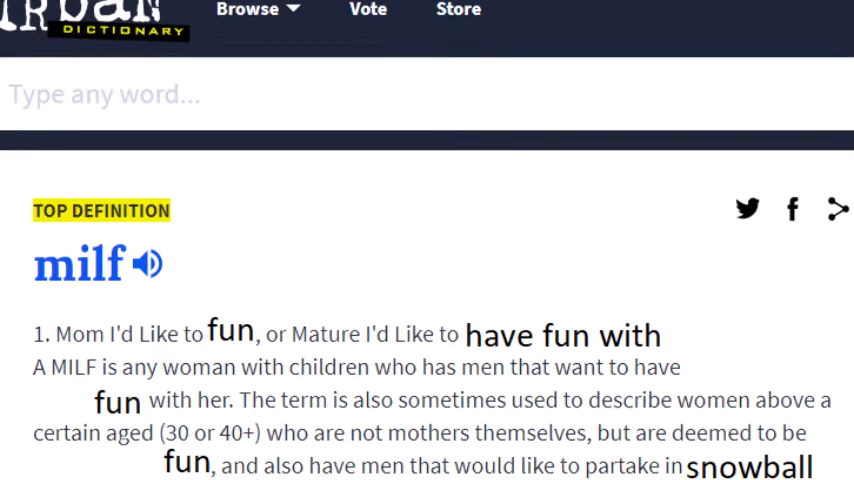 URBAN
DICTIONARY
Browse Vote Store
Type any word...
TOP DEFINITION
milf
1. Mom I'd Like to fun, or Mature I'd Like to have fun with
A MILF is any woman with children who has men that want to have
fun with her. The term is also sometimes used to describe women above a
certain aged (30 or 40+) who are not mothers themselves, but are deemed to be
fun, and also have men that would like to partake in snowball